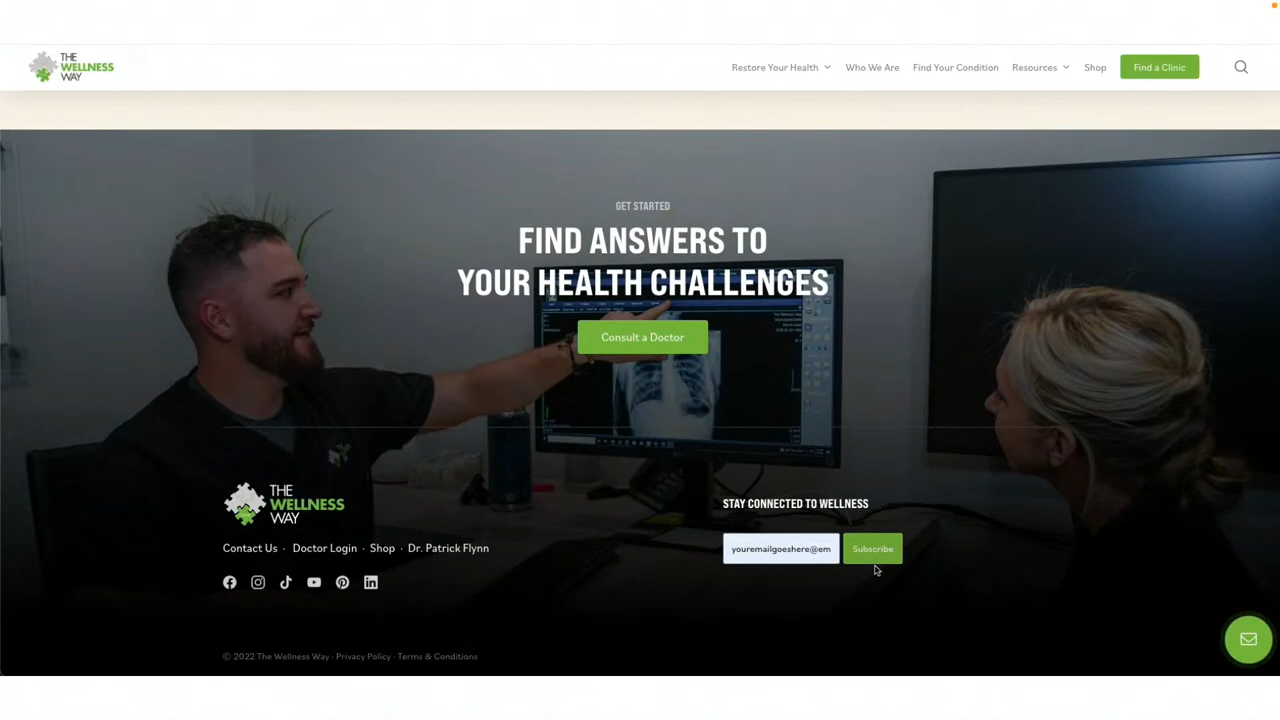 THE
WELLNESS
WAY
Restore Your Health
Who We Are
Find Your Condition
Resources
Shop
Find a Clinic
GET STARTED
FIND ANSWERS TO
YOUR HEALTH CHALLENGES
Consult a Doctor
THE
WELLNESS
WAY
Contact Us · Doctor Login · Shop · Dr. Patrick Flynn
STAY CONNECTED TO WELLNESS
youremailgoeshere@em
Subscribe
© 2022 The Wellness Way · Privacy Policy · Terms & Conditions